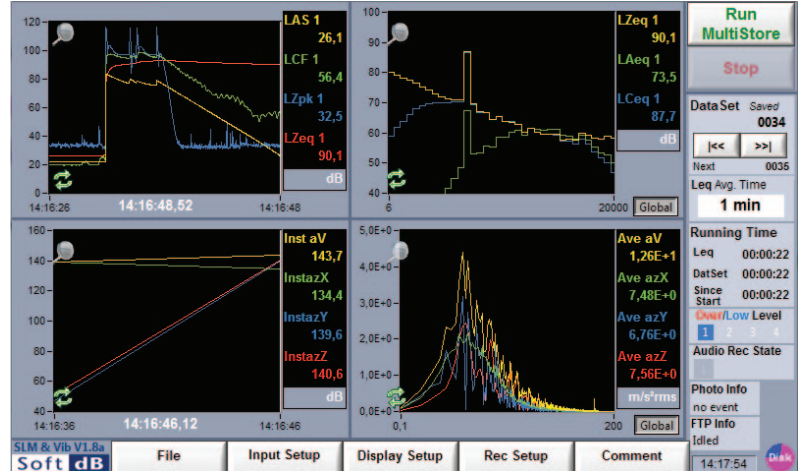 120
100
80
60
40
20
0
14:16:26
14:16:48,52
14:16:48
LAS 1
26,1
LCF 1
56,4
LZpk 1
32,5
LZeq 1
90,1
dB
100
90
80
70
60
50
40
6
20000
Global
LZeq 1
90,1
LAeq 1
73,5
LCeq 1
87,7
dB
160
140
120
100
80
60
40
14:16:36
14:16:46,12
14:16:46
Inst aV
143,7
InstazX
134,4
InstazY
139,6
InstazZ
140,6
dB
5,0E+0
4,0E+0
3,0E+0
2,0E+0
1,0E+0
0,0E+0
0,1
200
Global
Ave aV
1,26E+1
Ave azX
7,48E+0
Ave azY
6,76E+0
Ave azZ
7,56E+0
m/s²rms
Run
MultiStore
Stop
DataSet Saved
0034
|<< >>|
Next 0035
Leq Avg. Time
1 min
Running Time
Leq 00:00:22
DatSet 00:00:22
Since
Start 00:00:22
Over/Low Level
1 2 3 4
Audio Rec State
Photo Info
no event
FTP Info
Idled
14:17:54
Disk
SLM & Vib V1.8a
Soft dB
File
Input Setup
Display Setup
Rec Setup
Comment